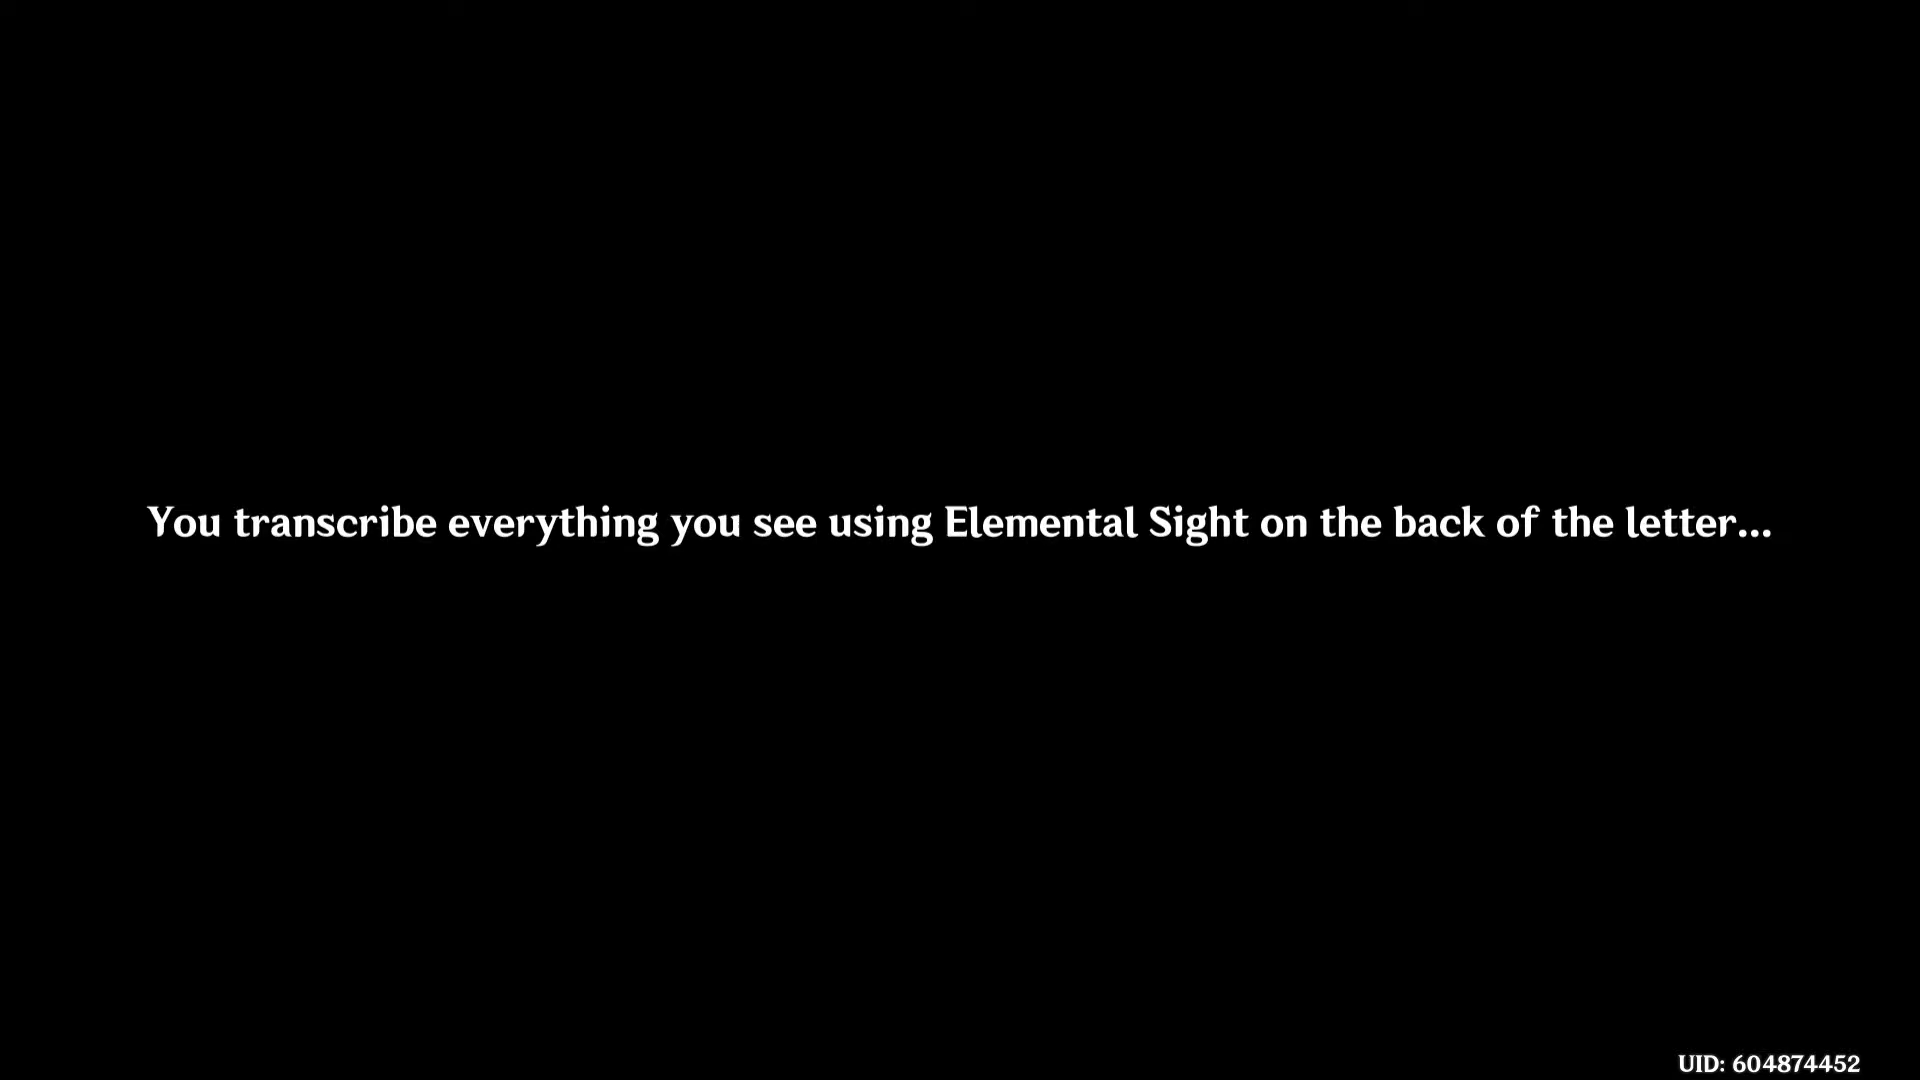 You transcribe everything you see using Elemental Sight on the back of the letter...
UID: 604874452